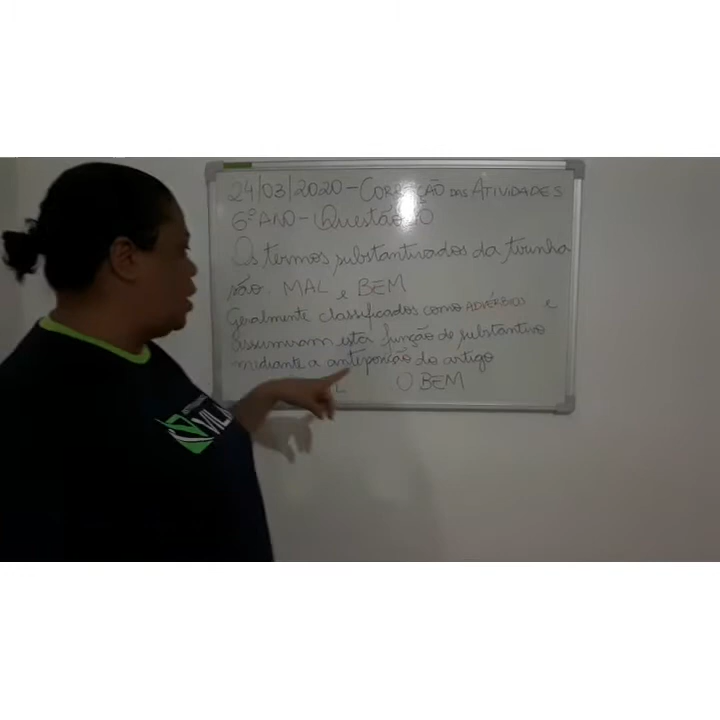 24/03/2020 - CORREÇÃO DAS ATIVIDADES
6º ANO - Questão
Os termos substantivados da tirinha
são MAL e BEM
Geralmente classificados como ADVÉRBIOS e
assumiram esta função de substantivo
mediante a anteposição do artigo
L O BEM
VIL